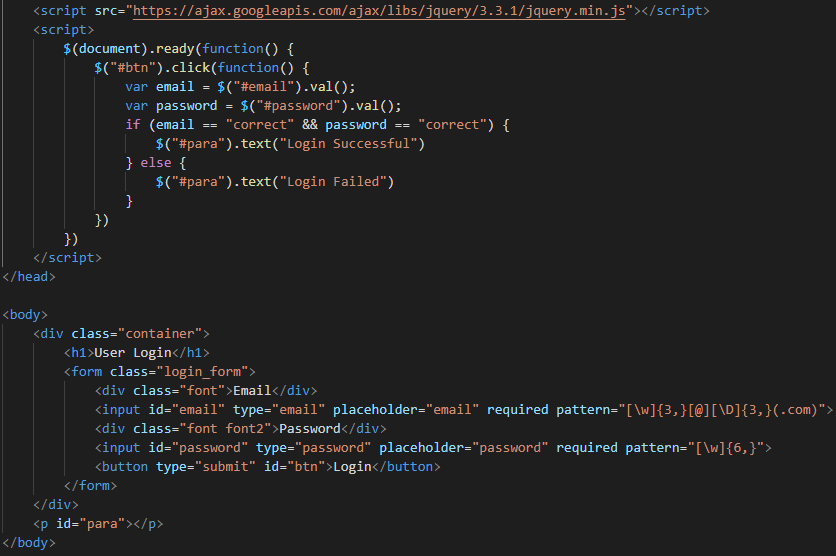 <script src="https://ajax.googleapis.com/ajax/libs/jquery/3.3.1/jquery.min.js"></script>
<script>
$(document).ready(function() {
$("#btn").click(function() {
var email = $("#email").val();
var password = $("#password").val();
if (email == "correct" && password == "correct") {
$("#para").text("Login Successful")
} else {
$("#para").text("Login Failed")
}
})
})
</script>
</head>
<body>
<div class="container">
<h1>User Login</h1>
<form class="login_form">
<div class="font">Email</div>
<input id="email" type="email" placeholder="email" required pattern="[\w]{3,}[@][\D]{3,}(.com)">
<div class="font font2">Password</div>
<input id="password" type="password" placeholder="password" required pattern="[\w]{6,}">
<button type="submit" id="btn">Login</button>
</form>
</div>
<p id="para"></p>
</body>